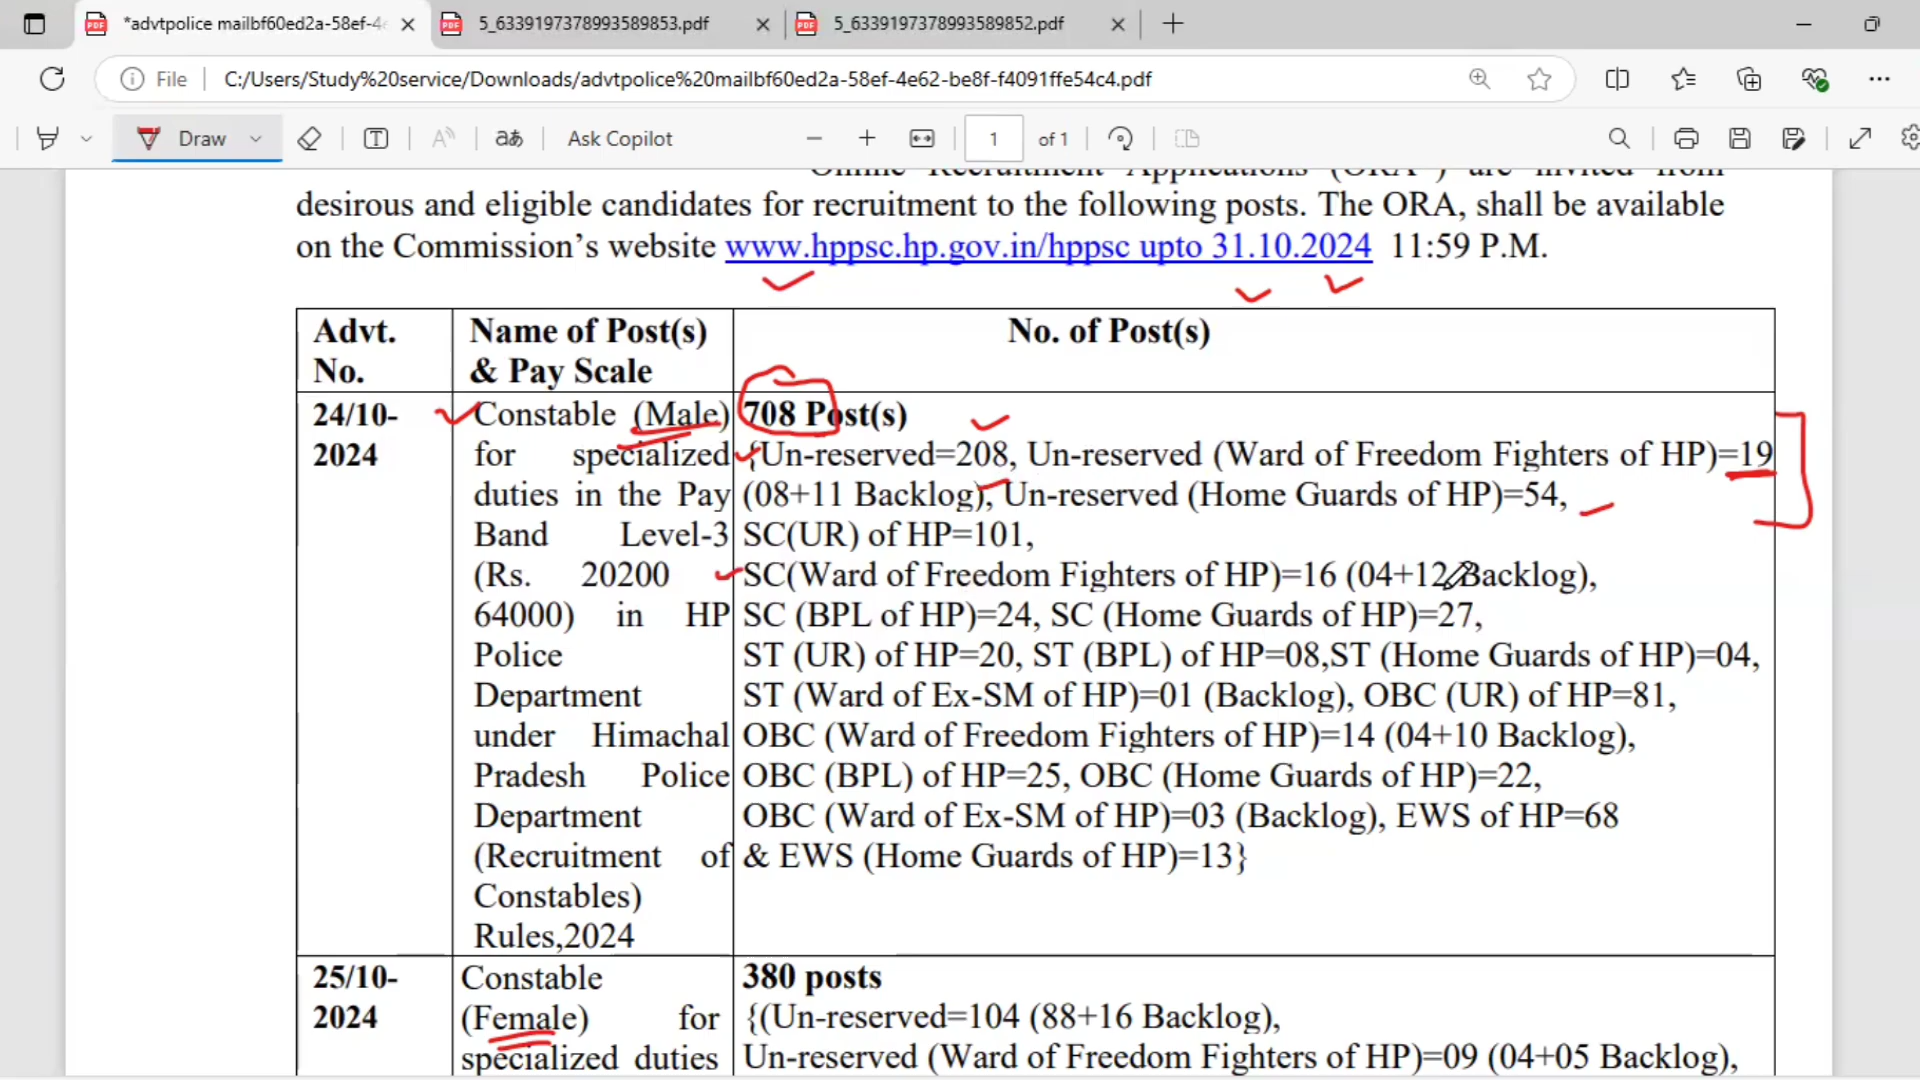 *advtpolice mailbf60ed2a-58ef-4e
5_6339197378993589853.pdf
5_6339197378993589852.pdf
File
C:/Users/Study%20service/Downloads/advtpolice%20mailbf60ed2a-58ef-4e62-be8f-f4091ffe54c4.pdf
Draw
Ask Copilot
1
of 1
Online Recruitment Applications (ORA ) are invited from
desirous and eligible candidates for recruitment to the following posts. The ORA, shall be available
on the Commission’s website www.hppsc.hp.gov.in/hppsc upto 31.10.2024 11:59 P.M.
Advt. No.
Name of Post(s) & Pay Scale
No. of Post(s)
24/10-
2024
Constable (Male)
for specialized
duties in the Pay
Band Level-3
(Rs. 20200
64000) in HP
Police
Department
under Himachal
Pradesh Police
Department
(Recruitment of
Constables)
Rules,2024
708 Post(s)
{Un-reserved=208, Un-reserved (Ward of Freedom Fighters of HP)=19
(08+11 Backlog), Un-reserved (Home Guards of HP)=54,
SC(UR) of HP=101,
SC(Ward of Freedom Fighters of HP)=16 (04+12 Backlog),
SC (BPL of HP)=24, SC (Home Guards of HP)=27,
ST (UR) of HP=20, ST (BPL) of HP=08,ST (Home Guards of HP)=04,
ST (Ward of Ex-SM of HP)=01 (Backlog), OBC (UR) of HP=81,
OBC (Ward of Freedom Fighters of HP)=14 (04+10 Backlog),
OBC (BPL) of HP=25, OBC (Home Guards of HP)=22,
OBC (Ward of Ex-SM of HP)=03 (Backlog), EWS of HP=68
& EWS (Home Guards of HP)=13}
25/10-
2024
Constable
(Female) for
specialized duties
380 posts
{(Un-reserved=104 (88+16 Backlog),
Un-reserved (Ward of Freedom Fighters of HP)=09 (04+05 Backlog),